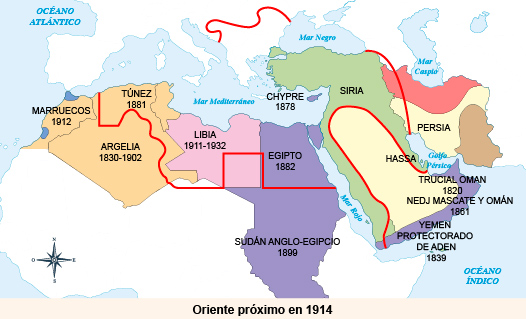 OCÉANO
ATLÁNTICO
Mar Negro
Mar
Caspio
TÚNEZ
1881
CHYPRE
1878
SIRIA
Mar Mediterráneo
MARRUECOS
1912
LIBIA
1911-1932
PERSIA
ARGELIA
1830-1902
EGIPTO
1882
HASSA
Golfo
Pérsico
TRUCIAL OMAN
1820
NEDJ MASCATE Y OMÁN
1861
Mar Rojo
YEMEN
PROTECTORADO
DE ADEN
1839
SUDÁN ANGLO-EGIPCIO
1899
OCÉANO
ÍNDICO
N
S
Oriente próximo en 1914